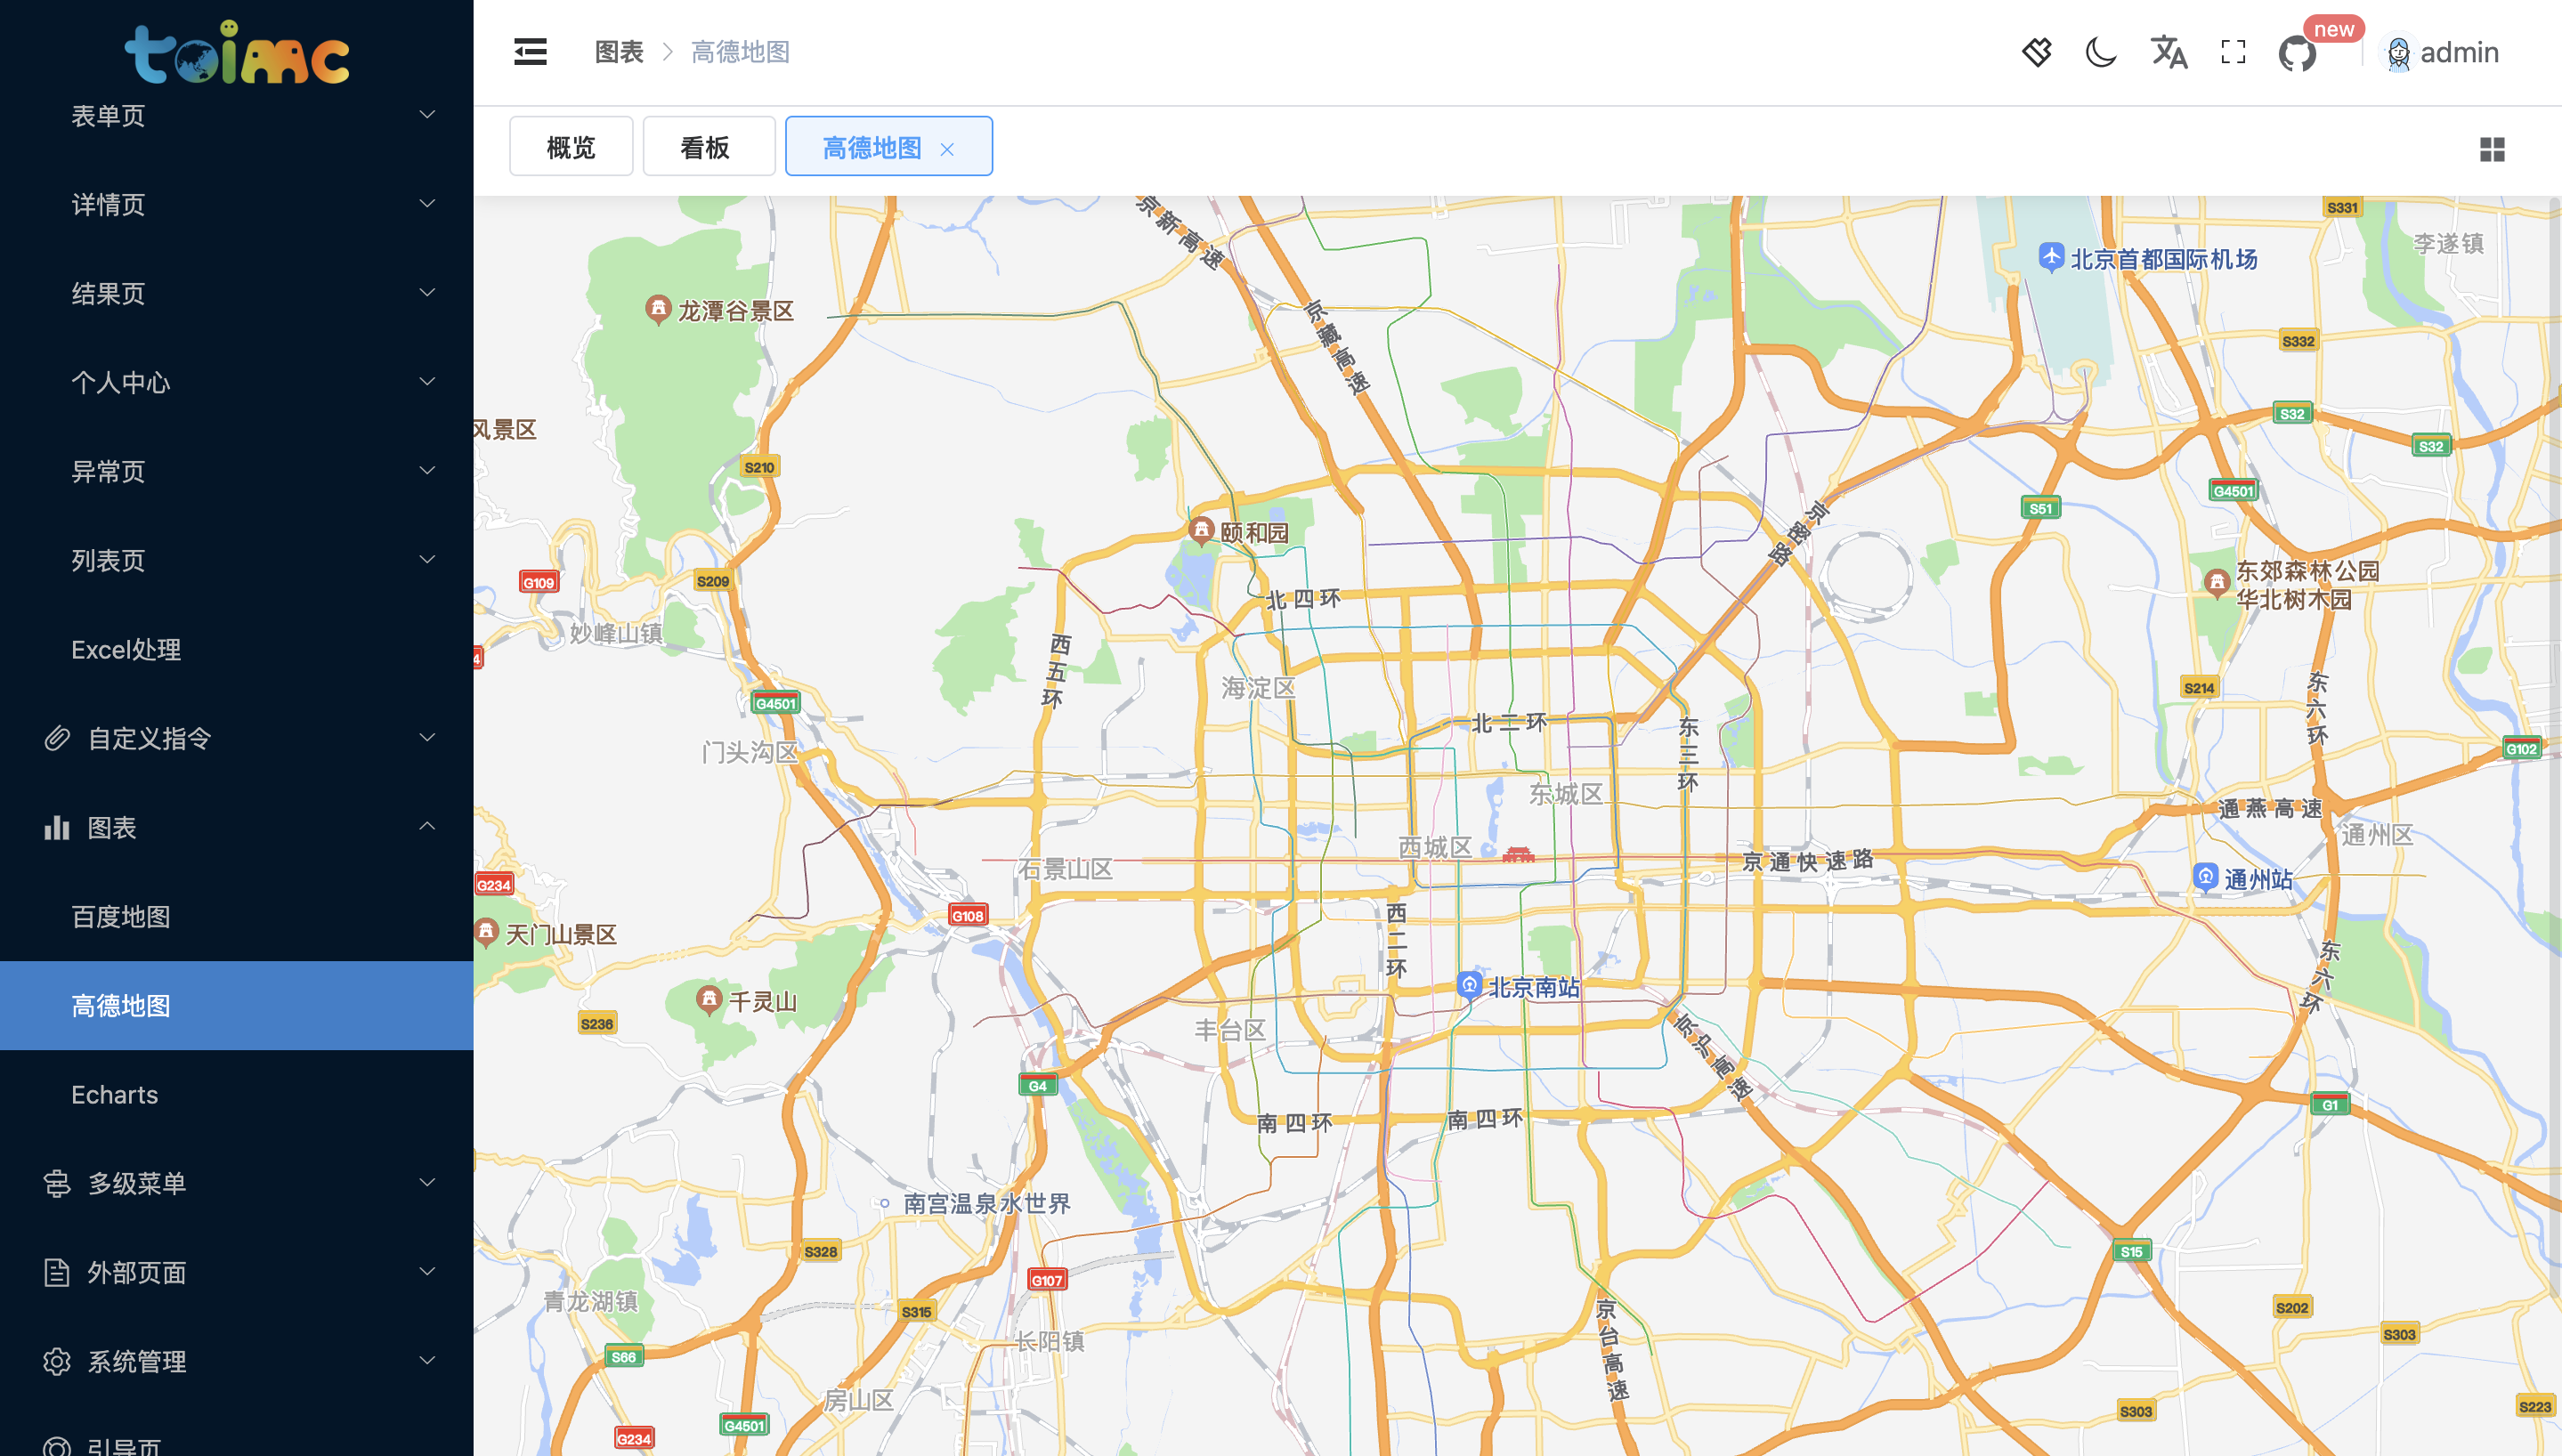 toimc
表单页
详情页
结果页
个人中心
异常页
列表页
Excel处理
自定义指令
图表
百度地图
高德地图
Echarts
多级菜单
外部页面
系统管理
引导页
图表
高德地图
new
admin
概览
看板
高德地图
京新高速
S331
李遂镇
北京首都国际机场
龙潭谷景区
京藏高速
S332
S32
S32
风景区
S210
G4501
S51
京密路
颐和园
G109
S209
东郊森林公园
华北树木园
北四环
妙峰山镇
西五环
4
海淀区
S214
G4501
东六环
北二环
东三环
门头沟区
G102
东城区
通燕高速
通州区
西城区
京通快速路
石景山区
G234
通州站
G108
西二环
天门山景区
东六环
北京南站
千灵山
S236
丰台区
京沪高速
G4
G1
南四环
南四环
南宫温泉水世界
S328
S15
G107
青龙湖镇
S315
S202
京台高速
S303
长阳镇
S66
房山区
S223
S303
G4501
G234